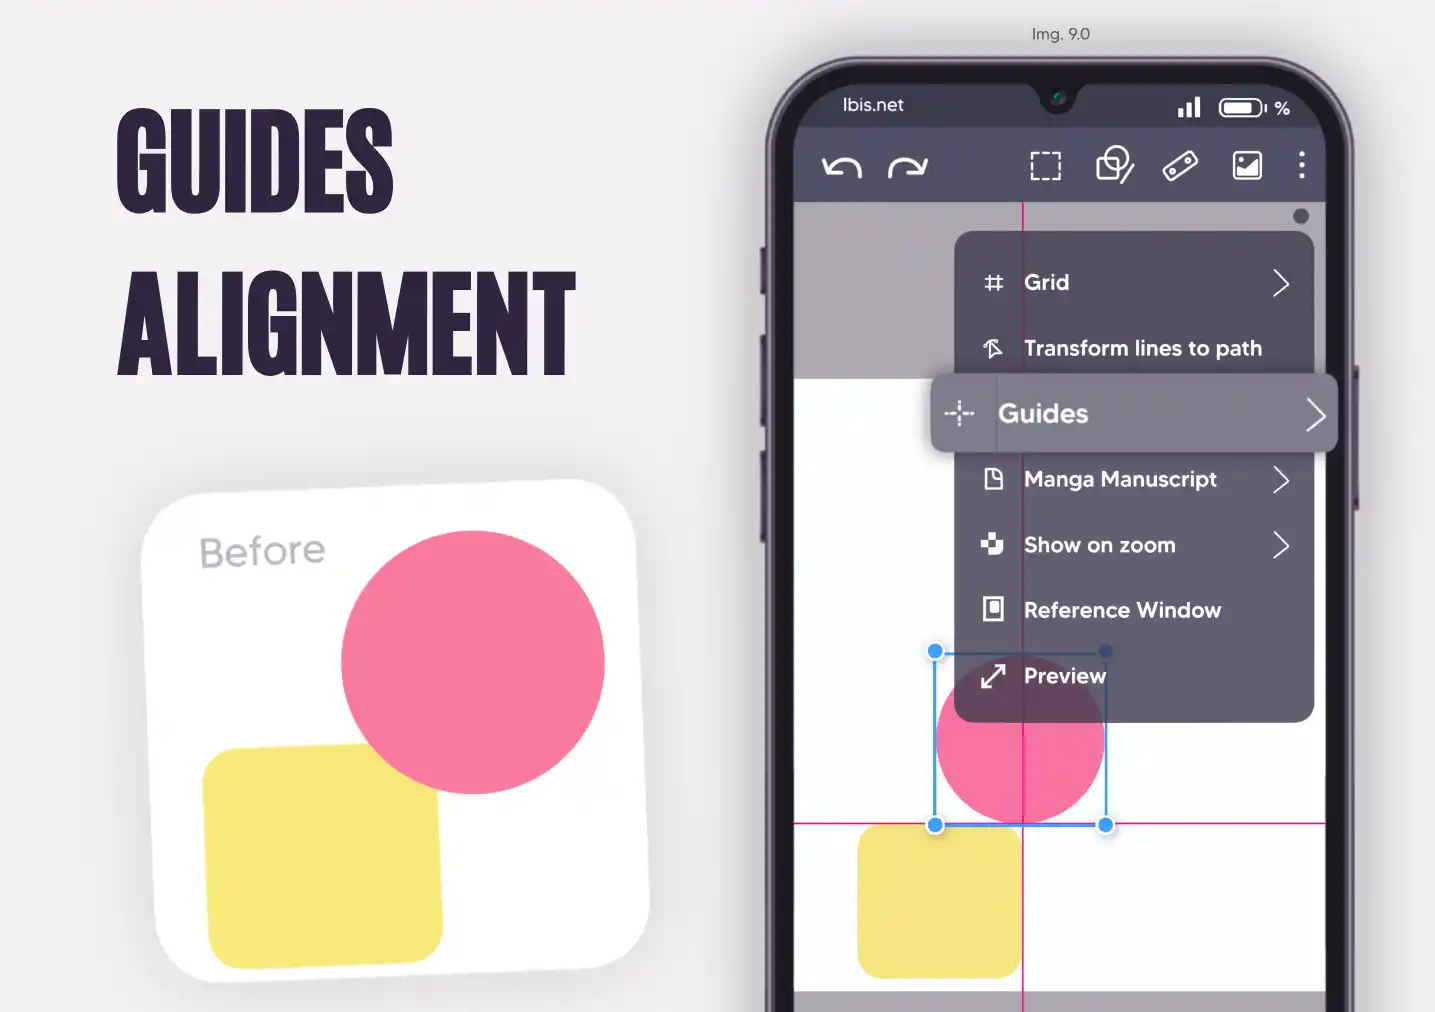 Img. 9.0
GUIDES
ALIGNMENT
Before
Ibis.net
%
Grid
Transform lines to path
Guides
Manga Manuscript
Show on zoom
Reference Window
Preview